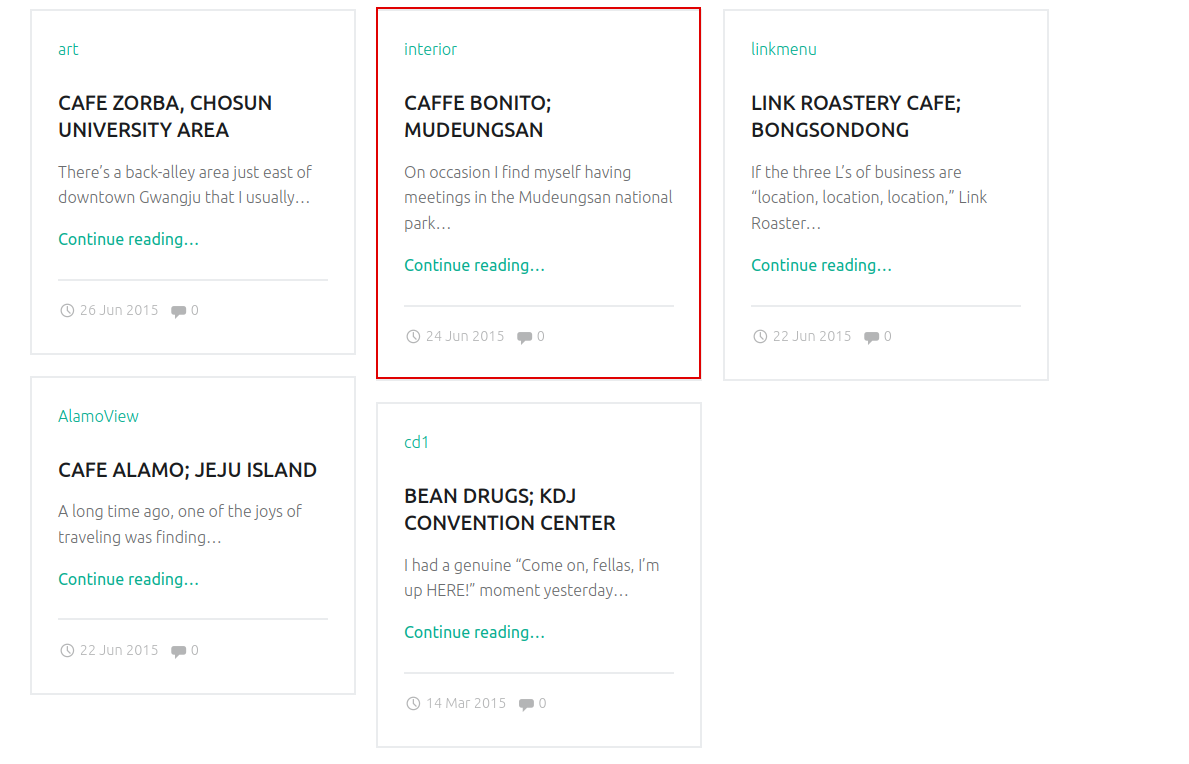 art
CAFE ZORBA, CHOSUN
UNIVERSITY AREA
There’s a back-alley area just east of
downtown Gwangju that I usually…
Continue reading…
26 Jun 2015 0
interior
CAFFE BONITO;
MUDEUNGSAN
On occasion I find myself having
meetings in the Mudeungsan national
park…
Continue reading…
24 Jun 2015 0
linkmenu
LINK ROASTERY CAFE;
BONGSONDONG
If the three L’s of business are
“location, location, location,” Link
Roaster…
Continue reading…
22 Jun 2015 0
AlamoView
CAFE ALAMO; JEJU ISLAND
A long time ago, one of the joys of
traveling was finding…
Continue reading…
22 Jun 2015 0
cd1
BEAN DRUGS; KDJ
CONVENTION CENTER
I had a genuine “Come on, fellas, I’m
up HERE!” moment yesterday…
Continue reading…
14 Mar 2015 0